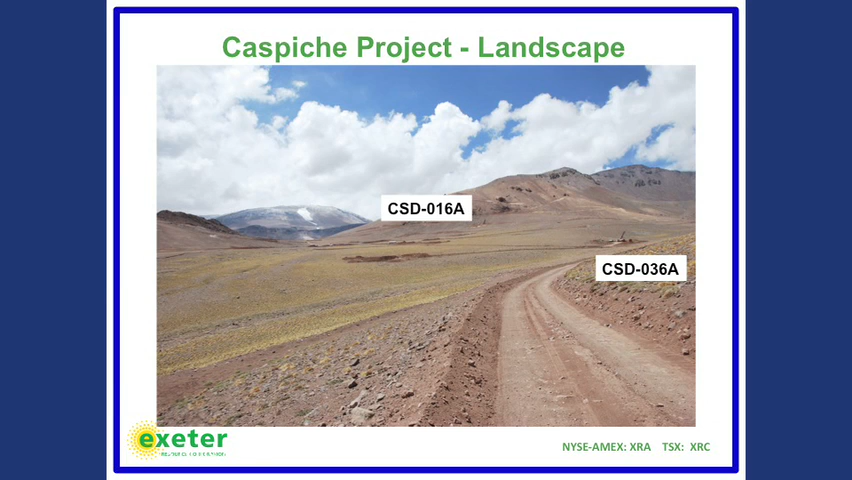 Caspiche Project - Landscape
CSD-016A
CSD-036A
exeter
NYSE-AMEX: XRA TSX: XRC